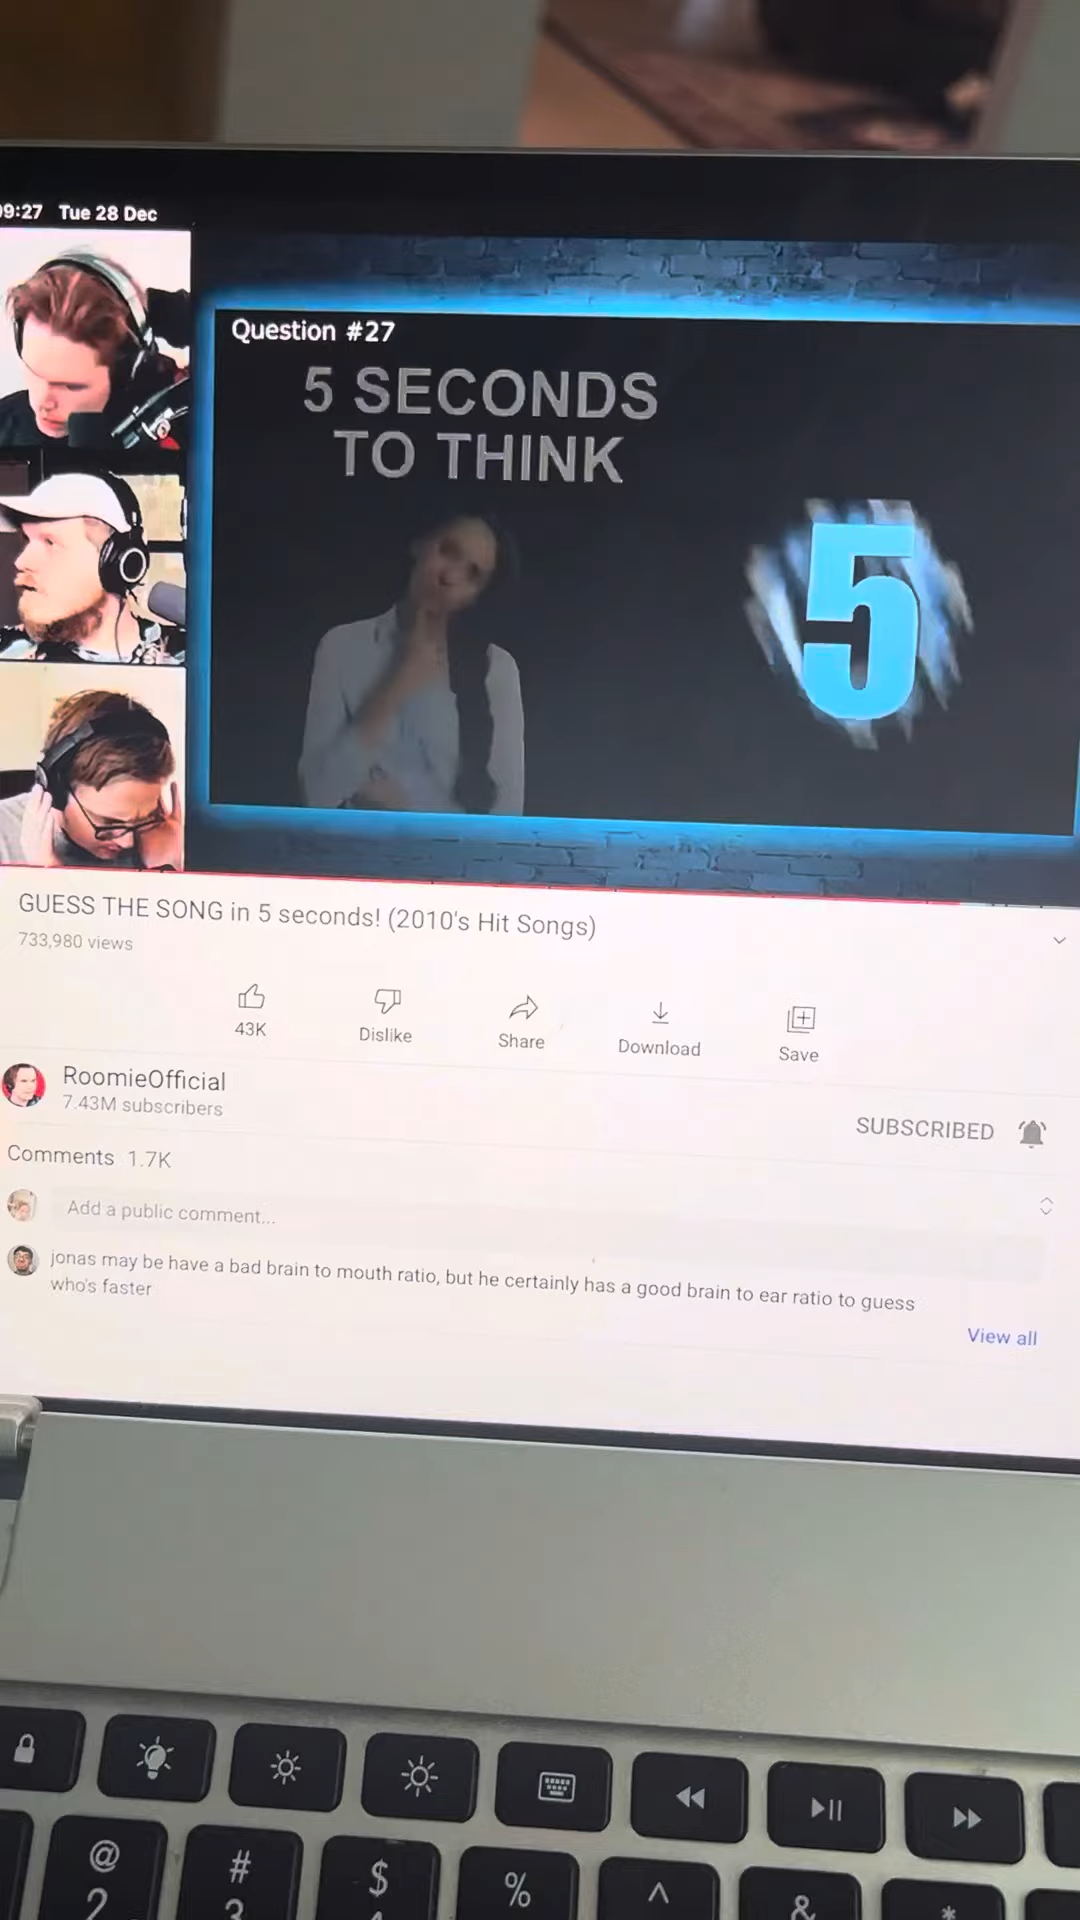 09:27 Tue 28 Dec
Question #27
5 SECONDS
TO THINK
5
GUESS THE SONG in 5 seconds! (2010's Hit Songs)
733,980 views
43K
Dislike
Share
Download
Save
RoomieOfficial
7.43M subscribers
SUBSCRIBED
Comments 1.7K
Add a public comment...
jonas may be have a bad brain to mouth ratio, but he certainly has a good brain to ear ratio to guess
who's faster
View all
@ # $ % ^ & *
2 3